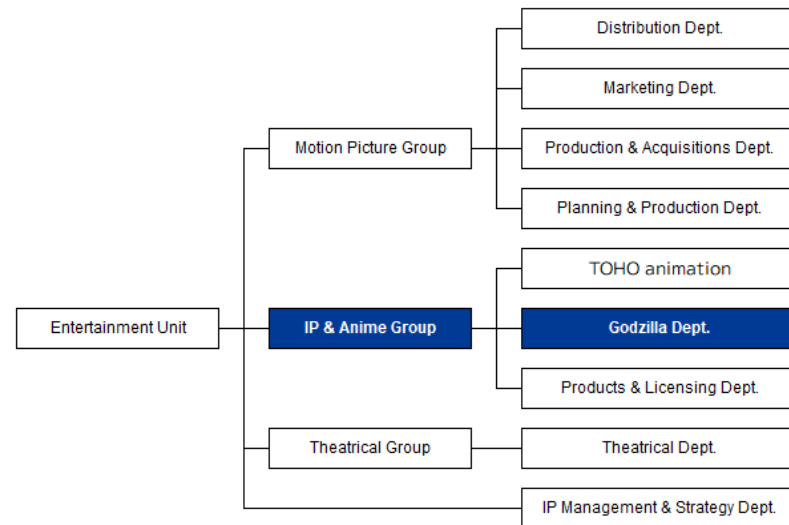 Distribution Dept.
Marketing Dept.
Motion Picture Group
Production & Acquisitions Dept.
Planning & Production Dept.
TOHO animation
Entertainment Unit
IP & Anime Group
Godzilla Dept.
Products & Licensing Dept.
Theatrical Group
Theatrical Dept.
IP Management & Strategy Dept.